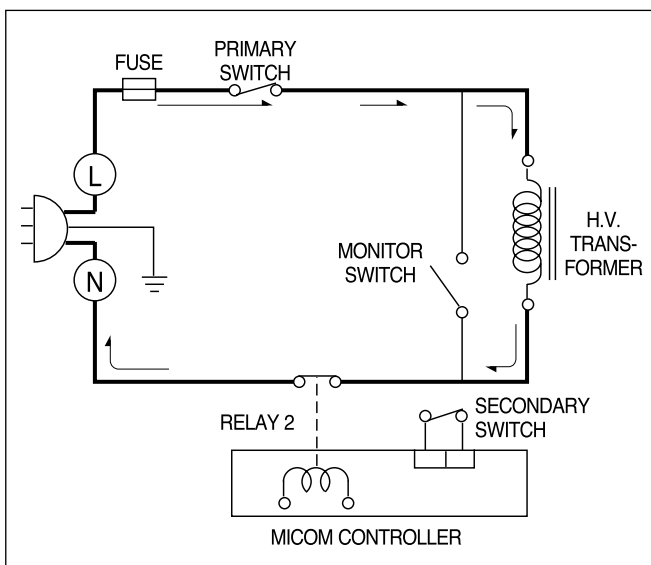 FUSE
PRIMARY
SWITCH
L
N
MONITOR
SWITCH
H.V.
TRANS-
FORMER
RELAY 2
SECONDARY
SWITCH
MICOM CONTROLLER